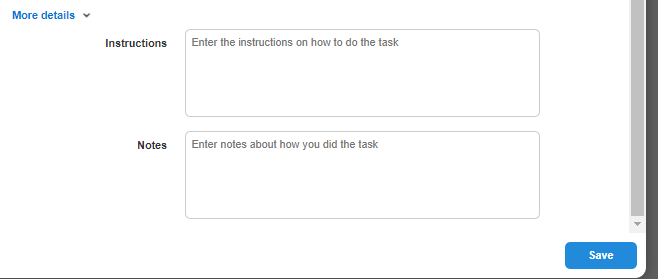 More details
Instructions
Enter the instructions on how to do the task
Notes
Enter notes about how you did the task
Save